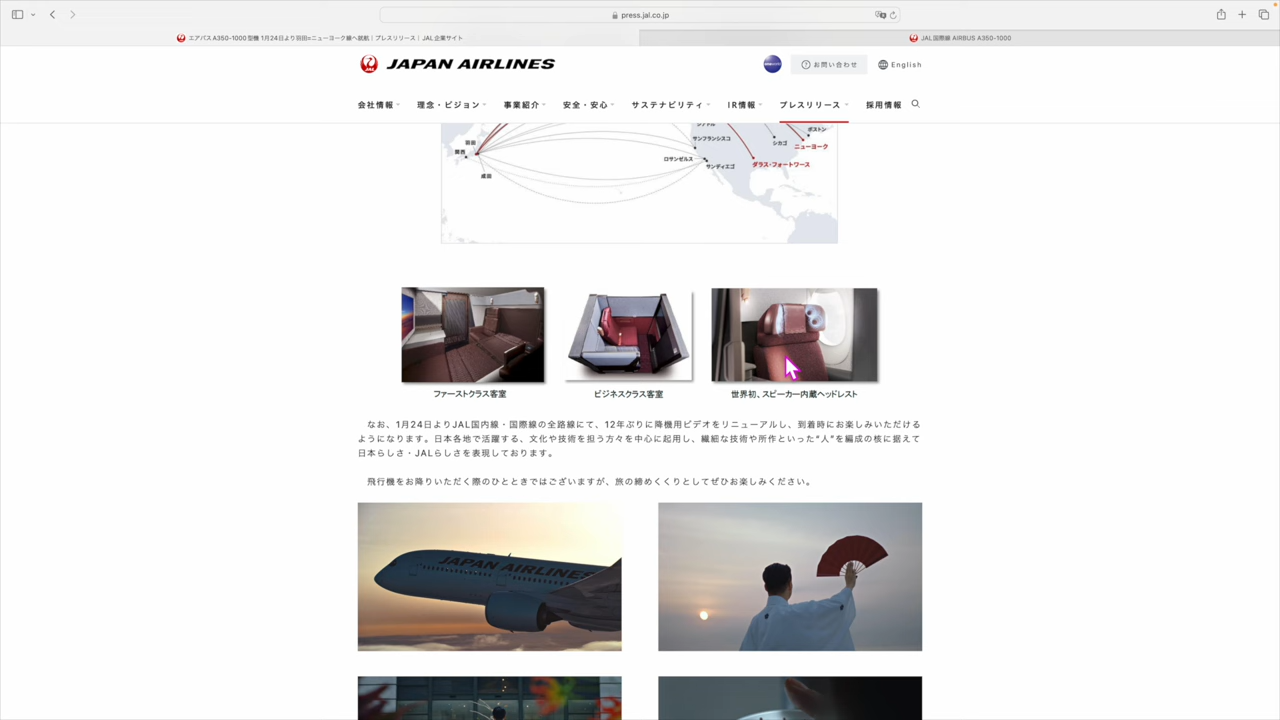 press.jal.co.jp
エアバスA350-1000型機 1月24日より羽田=ニューヨーク線へ就航｜プレスリリース｜JAL企業サイト
JAL国際線 AIRBUS A350-1000
JAL JAPAN AIRLINES
お問い合わせ
English
会社情報
理念・ビジョン
事業紹介
安全・安心
サステナビリティ
IR情報
プレスリリース
採用情報
ボストン
サンフランシスコ
シカゴ
ニューヨーク
羽田
関西
成田
ロサンゼルス
サンディエゴ
ダラス・フォートワース
ファーストクラス客室
ビジネスクラス客室
世界初、スピーカー内蔵ヘッドレスト
なお、1月24日よりJAL国内線・国際線の全路線にて、12年ぶりに降機用ビデオをリニューアルし、到着時にお楽しみいただける
ようになります。日本各地で活躍する、文化や技術を担う方々を中心に起用し、繊細な技術や所作といった“人”を編成の核に据えて
日本らしさ・JALらしさを表現しております。
飛行機をお降りいただく際のひとときではございますが、旅の締めくくりとしてぜひお楽しみください。
JAPAN AIRLINES